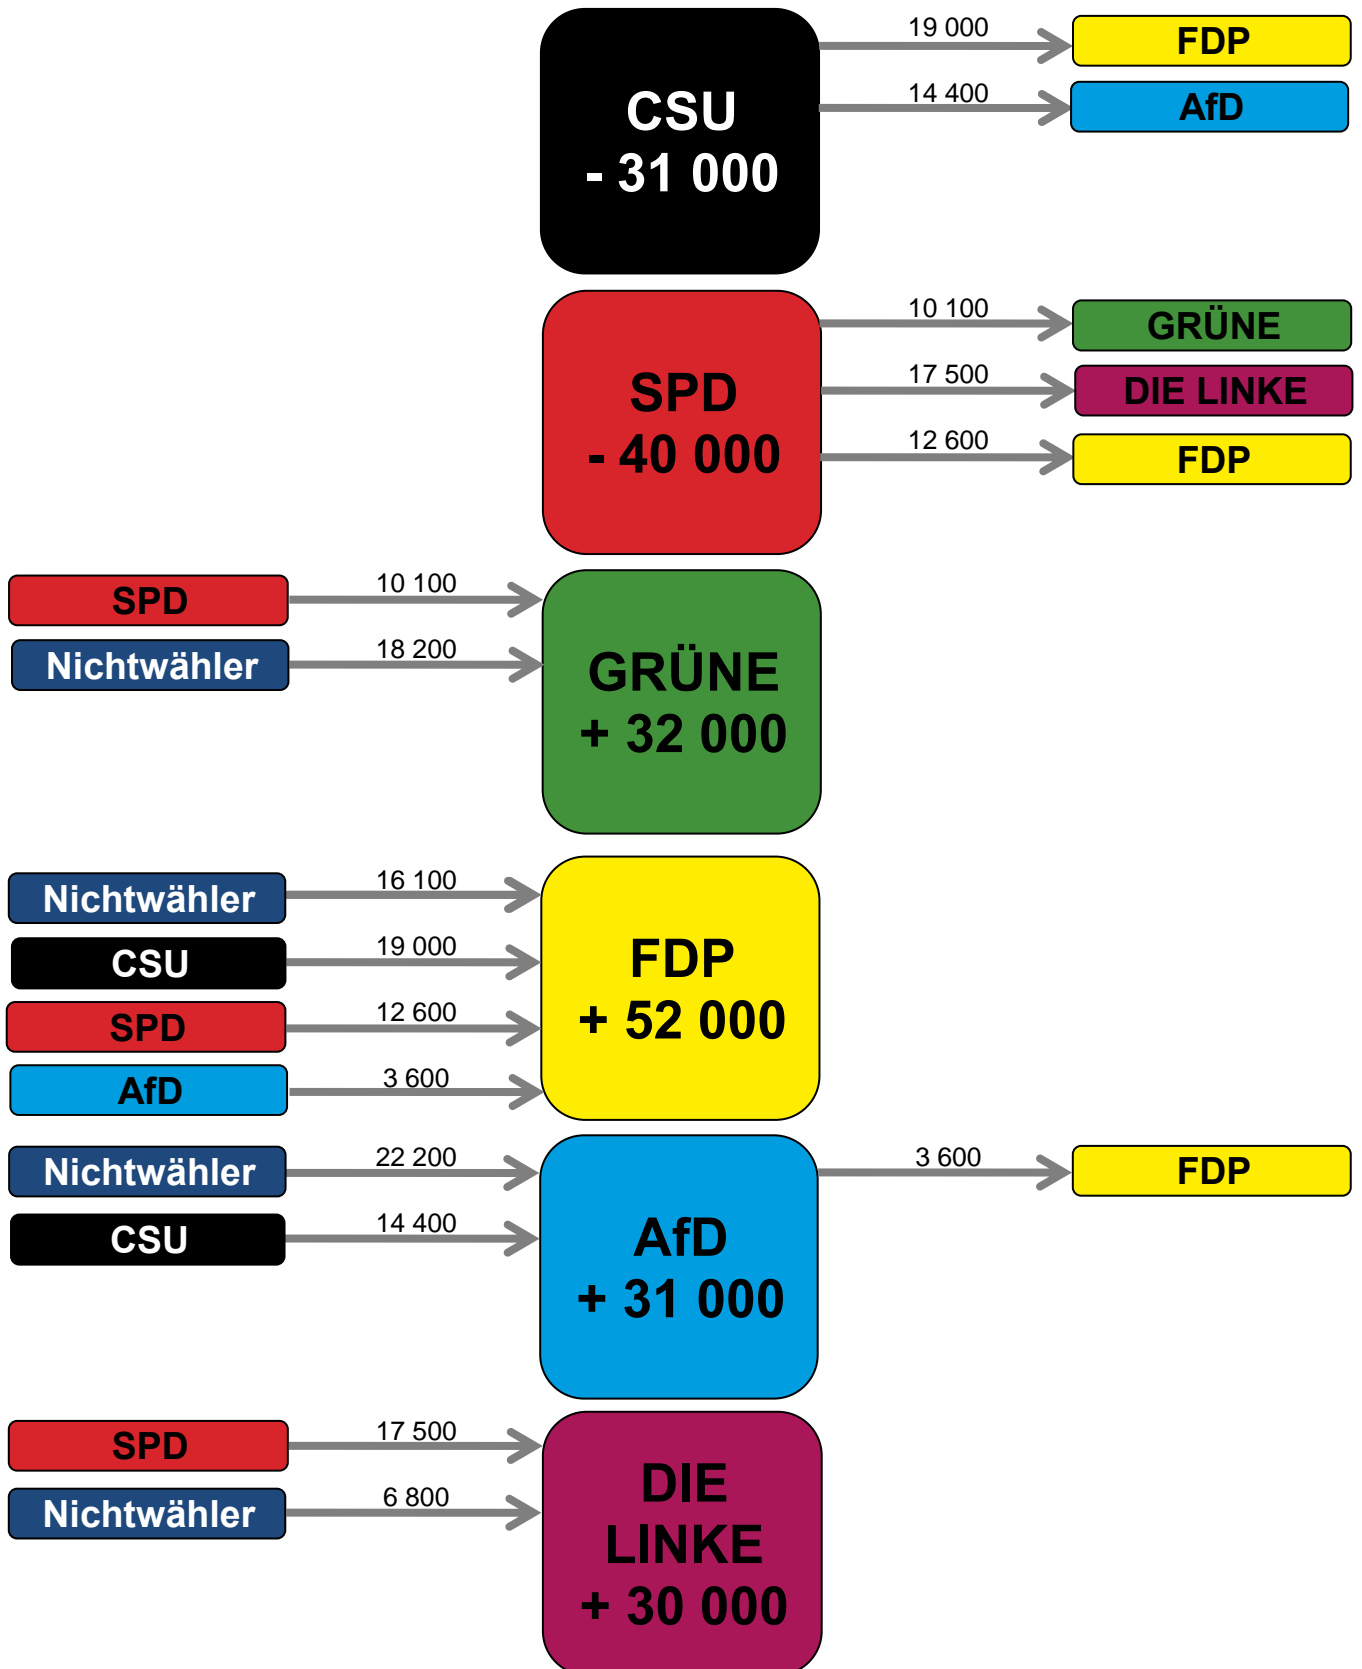 19 000
FDP
CSU
- 31 000
14 400
AfD
10 100
GRÜNE
SPD
- 40 000
17 500
DIE LINKE
12 600
FDP
SPD
10 100
Nichtwähler
18 200
GRÜNE
+ 32 000
Nichtwähler
16 100
CSU
19 000
SPD
12 600
AfD
3 600
FDP
+ 52 000
Nichtwähler
22 200
CSU
14 400
AfD
+ 31 000
3 600
FDP
SPD
17 500
Nichtwähler
6 800
DIE
LINKE
+ 30 000